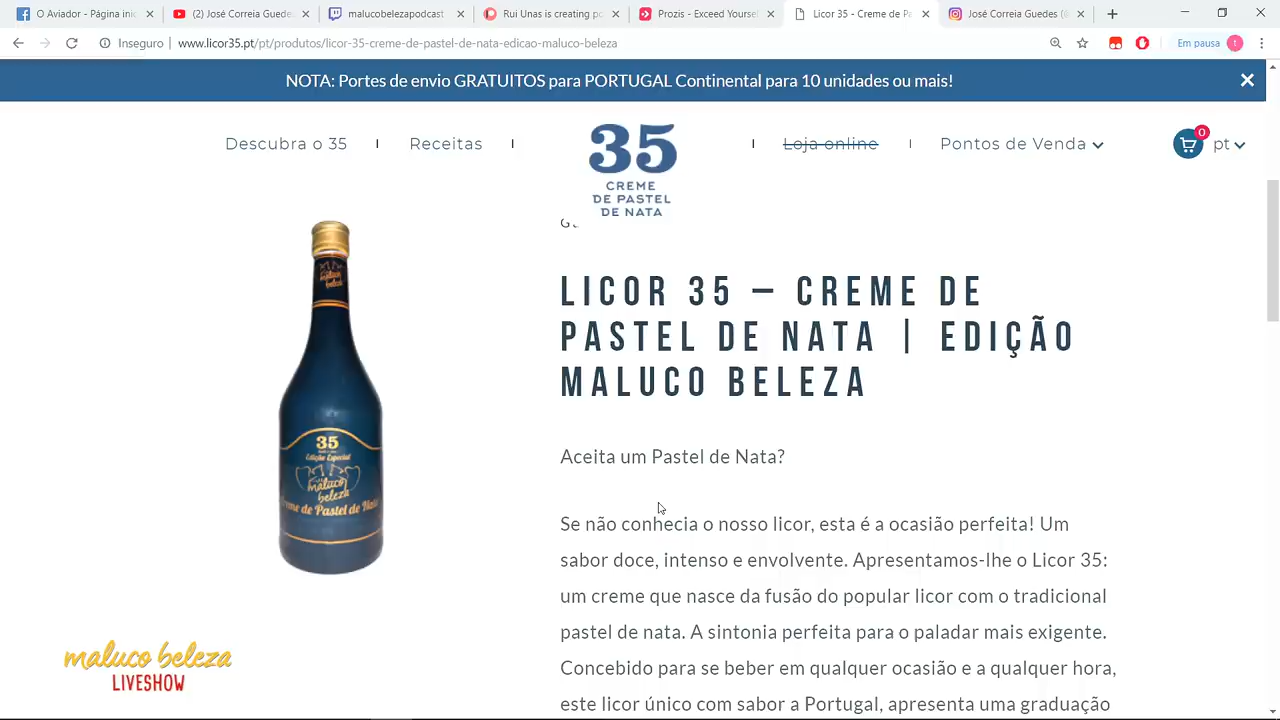 O Aviador - Página ini
(2) José Correia Guede
malucobelezapodcast
Rui Unas is creating po
Prozis - Exceed Yourse
Licor 35 - Creme de Pa
José Correia Guedes (
Inseguro | www.licor35.pt/pt/produtos/licor-35-creme-de-pastel-de-nata-edicao-maluco-beleza
Em pausa
NOTA: Portes de envio GRATUITOS para PORTUGAL Continental para 10 unidades ou mais!
Descubra o 35
Receitas
35
CREME
DE PASTEL
DE NATA
Loja online
Pontos de Venda
0
pt
LICOR 35 – CREME DE
PASTEL DE NATA | EDIÇÃO
MALUCO BELEZA
Aceita um Pastel de Nata?
Se não conhecia o nosso licor, esta é a ocasião perfeita! Um
sabor doce, intenso e envolvente. Apresentamos-lhe o Licor 35:
um creme que nasce da fusão do popular licor com o tradicional
pastel de nata. A sintonia perfeita para o paladar mais exigente.
Concebido para se beber em qualquer ocasião e a qualquer hora,
este licor único com sabor a Portugal, apresenta uma graduação
maluco
beleza
35
Edição Especial
maluco
beleza
Creme de Pastel de Nata
maluco beleza
LIVESHOW